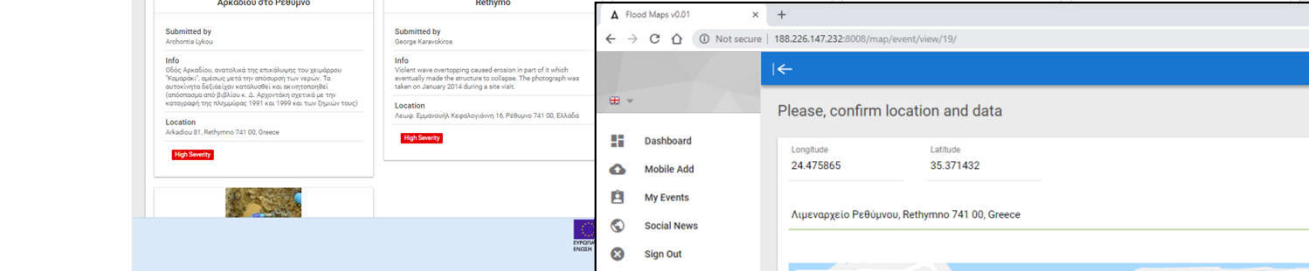 Αρκαδίου στο Ρέθυμνο
Submitted by
Archontia Lykou
Info
Οδός Αρκαδίου, ανατολικά της επικάλυψης του χειμάρρου
"Καμαράκι", αμέσως μετά την απόσυρση των νερών. Τα
αυτοκίνητα δεξιά είχαν κατακλυσθεί και ακινητοποιηθεί
(απόσπασμα από βιβλίου κ. Δ. Αρχοντάκη σχετικά με την
καταγραφή της πλημμύρας 1991 και 1999 και των ζημιών τους)
Location
Arkadiou 81, Rethymno 741 00, Greece
High Severity
Rethymo
Submitted by
George Karavokiros
Info
Violent wave overtopping caused erosion in part of it which
eventually made the structure to collapse. The photograph was
taken on January 2014 during a site visit.
Location
Λεωφ. Εμμανουήλ Κεφαλογιάννη 16, Ρέθυμνο 741 00, Ελλάδα
High Severity
ΕΝΩΣΗ
Flood Maps v0.01
Not secure | 188.226.147.232:8008/map/event/view/19/
Dashboard
Mobile Add
My Events
Social News
Sign Out
Please, confirm location and data
Longitude
24.475865
Latitude
35.371432
Λιμεναρχείο Ρεθύμνου, Rethymno 741 00, Greece